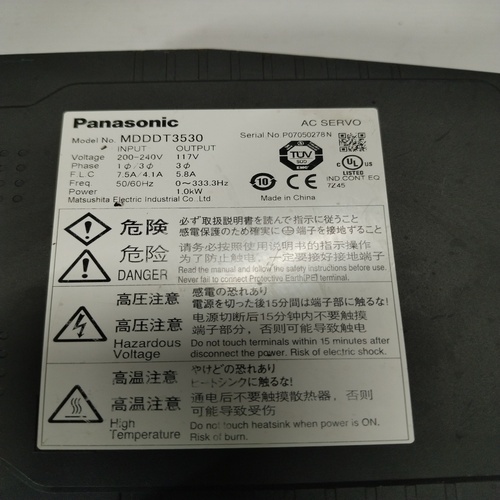 Panasonic AC SERVO
Model No. MDDDT3530 Serial No. P07050278N
INPUT OUTPUT
Voltage 200-240V 117V
Phase 1φ/3φ 3φ
F.L.C 7.5A/4.1A 5.8A
Freq. 50/60Hz 0~333.3Hz
Power 1.0kW
Matsushita Electric Industrial Co. Ltd
TÜV
SÜD
EMC
10
CE
UL
C US
LISTED
IND.CONT.EQ
7Z45
Made in China
危険
危险
DANGER
必ず取扱説明書を読んで指示に従うこと
感電保護のため確実に端子を接地すること
请务必按照使用说明书的指示操作
为了防止触电,一定要接好接地端子
Read the manual and follow the safety instructions before use.
Never fail to connect Protective Earth(PE) terminal.
高圧注意
高压注意
Hazardous
Voltage
感電の恐れあり
電源を切った後15分間は端子部に触るな!
电源切断后15分钟内不要触摸
端子部分,否则可能导致触电
Do not touch terminals within 15 minutes after
disconnect the power. Risk of electric shock.
高温注意
高温注意
High
Temperature
やけどの恐れあり
ヒートシンクに触るな!
通电后不要触摸散热器,否则
可能导致受伤
Do not touch heatsink when power is ON.
Risk of burn.